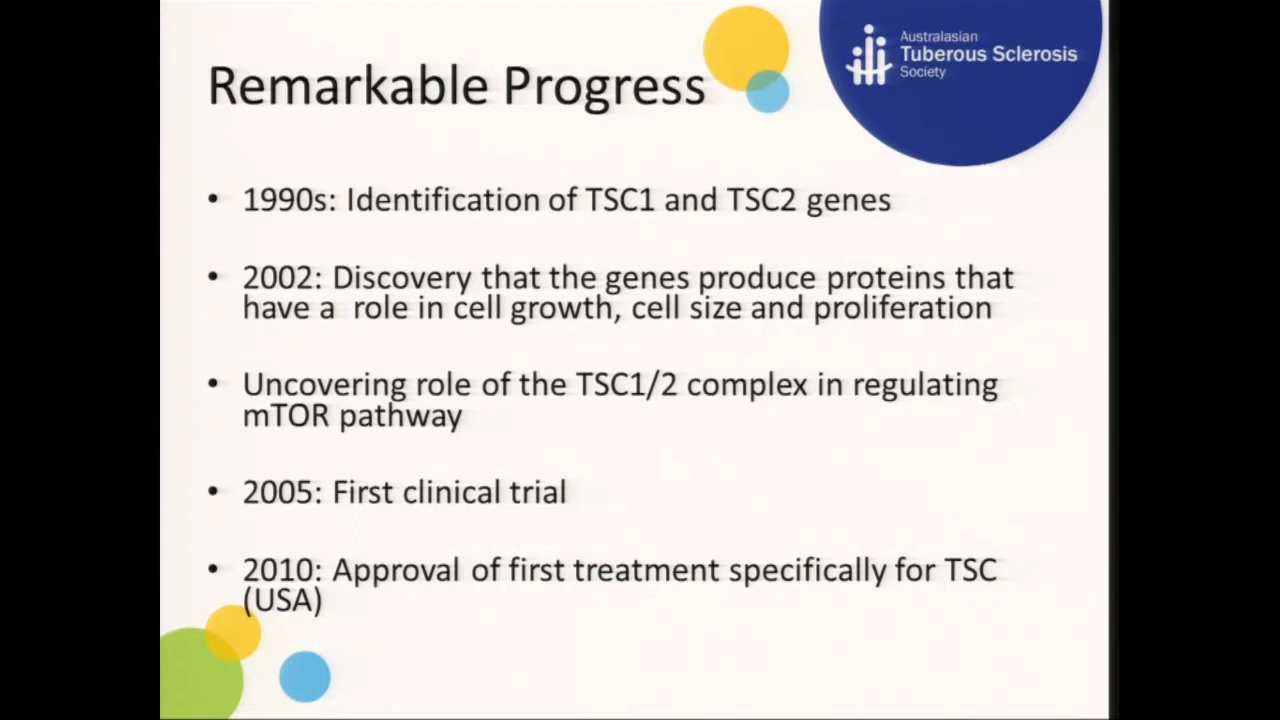 Australasian
Tuberous Sclerosis
Society
Remarkable Progress
• 1990s: Identification of TSC1 and TSC2 genes
• 2002: Discovery that the genes produce proteins that
have a role in cell growth, cell size and proliferation
• Uncovering role of the TSC1/2 complex in regulating
mTOR pathway
• 2005: First clinical trial
• 2010: Approval of first treatment specifically for TSC
(USA)